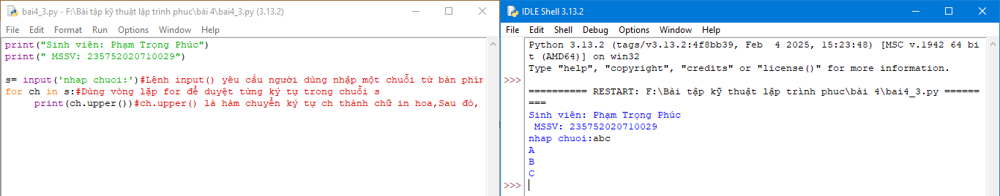 bai4_3.py - F:\Bài tập kỹ thuật lập trình phuc\bài 4\bai4_3.py (3.13.2)
File Edit Format Run Options Window Help
print("Sinh viên: Phạm Trọng Phúc")
print(" MSSV: 235752020710029")
s= input('nhap chuoi:')#Lệnh input() yêu cầu người dùng nhập một chuỗi từ bàn phím
for ch in s:#Dùng vòng lặp for để duyệt từng ký tự trong chuỗi s
print(ch.upper())#ch.upper() là hàm chuyển ký tự ch thành chữ in hoa,Sau đó,
IDLE Shell 3.13.2
File Edit Shell Debug Options Window Help
Python 3.13.2 (tags/v3.13.2:4f8bb39, Feb  4 2025, 15:23:48) [MSC v.1942 64 bi
t (AMD64)] on win32
Type "help", "copyright", "credits" or "license()" for more information.
>>>
=========== RESTART: F:\Bài tập kỹ thuật lập trình phuc\bài 4\bai4_3.py ======
===
Sinh viên: Phạm Trọng Phúc
MSSV: 235752020710029
nhap chuoi:abc
A
B
C
>>>